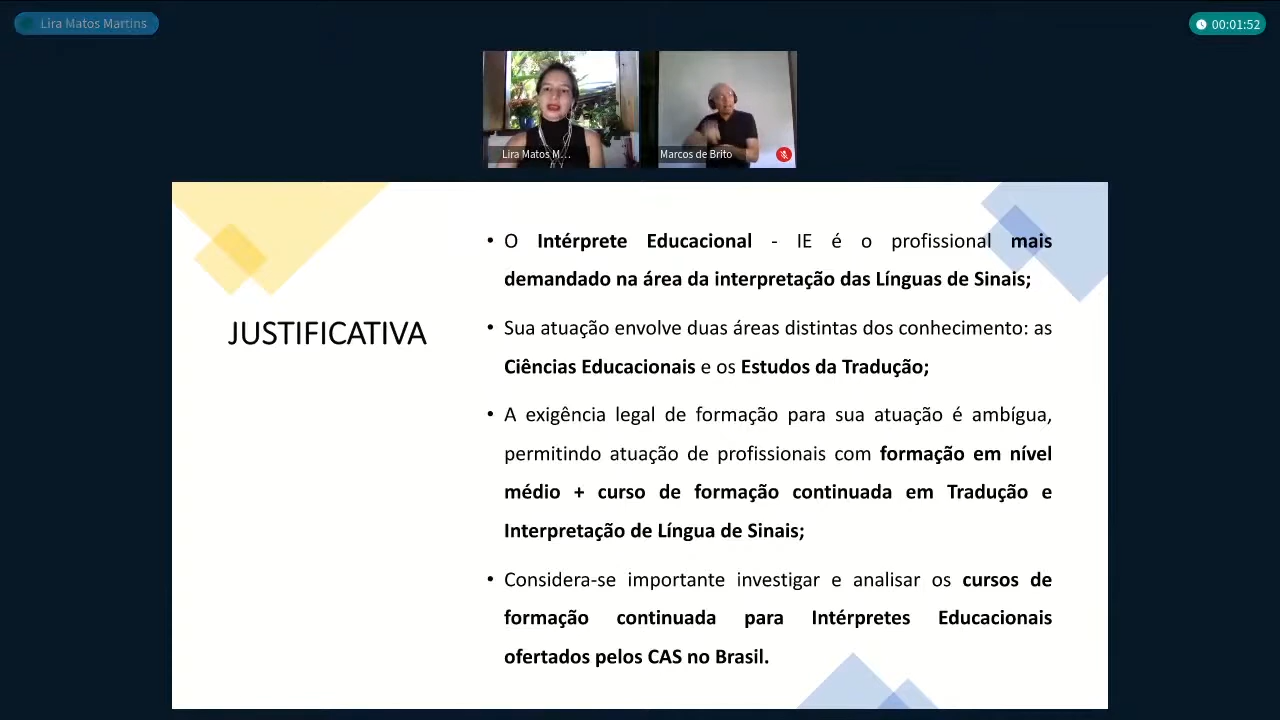 Lira Matos Martins
00:01:52
Lira Matos M...
Marcos de Brito
JUSTIFICATIVA
• O Intérprete Educacional - IE é o profissional mais
demandado na área da interpretação das Línguas de Sinais;
• Sua atuação envolve duas áreas distintas dos conhecimento: as
Ciências Educacionais e os Estudos da Tradução;
• A exigência legal de formação para sua atuação é ambígua,
permitindo atuação de profissionais com formação em nível
médio + curso de formação continuada em Tradução e
Interpretação de Língua de Sinais;
• Considera-se importante investigar e analisar os cursos de
formação continuada para Intérpretes Educacionais
ofertados pelos CAS no Brasil.